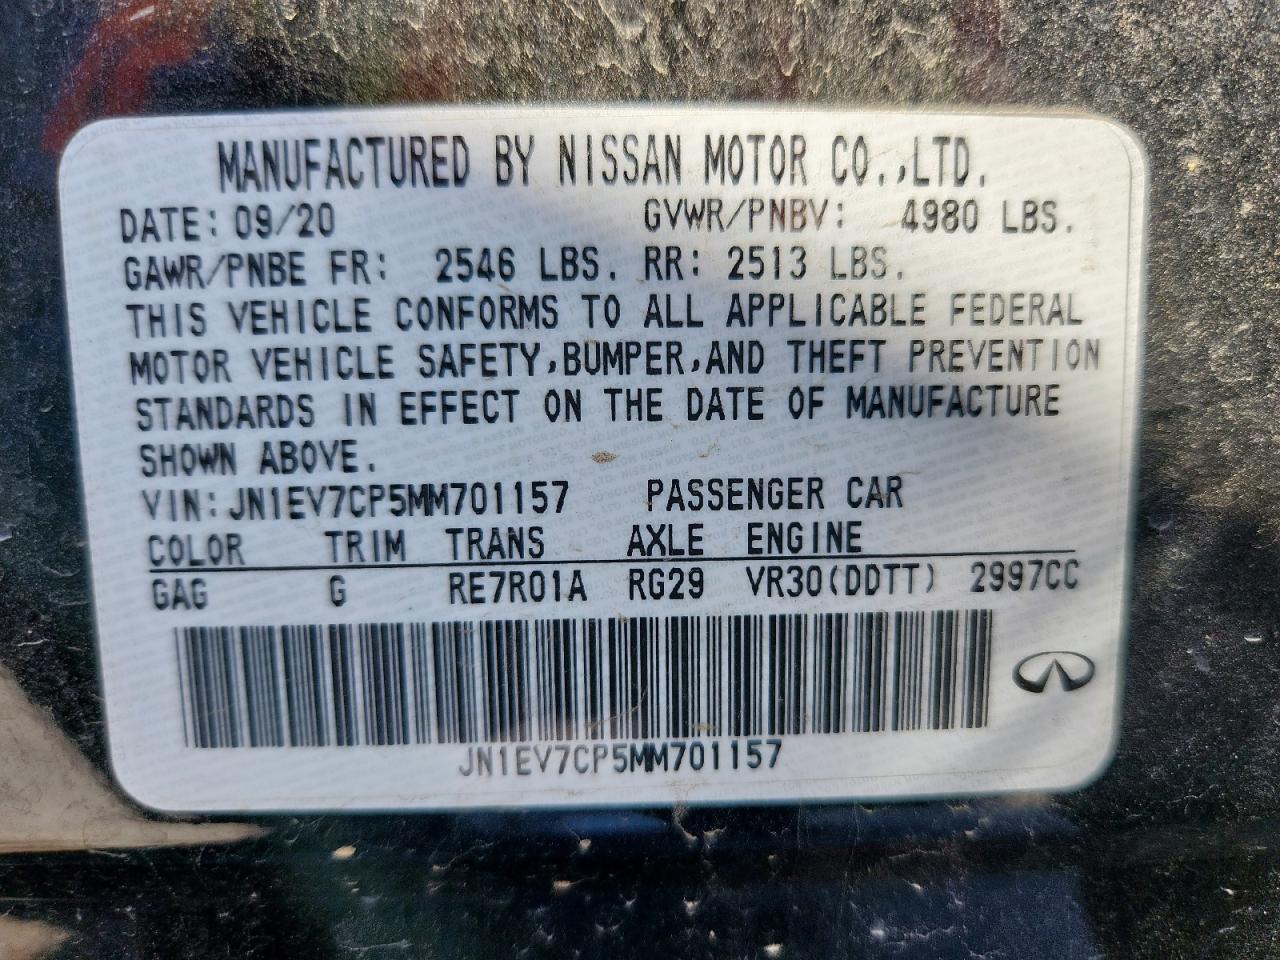 MANUFACTURED BY NISSAN MOTOR CO.,LTD.
DATE: 09/20 GVWR/PNBV: 4980 LBS.
GAWR/PNBE FR: 2546 LBS. RR: 2513 LBS.
THIS VEHICLE CONFORMS TO ALL APPLICABLE FEDERAL
MOTOR VEHICLE SAFETY,BUMPER,AND THEFT PREVENTION
STANDARDS IN EFFECT ON THE DATE OF MANUFACTURE
SHOWN ABOVE.
VIN:JN1EV7CP5MM701157 PASSENGER CAR
COLOR TRIM TRANS AXLE ENGINE
GAG G RE7R01A RG29 VR30(DDTT) 2997CC
JN1EV7CP5MM701157